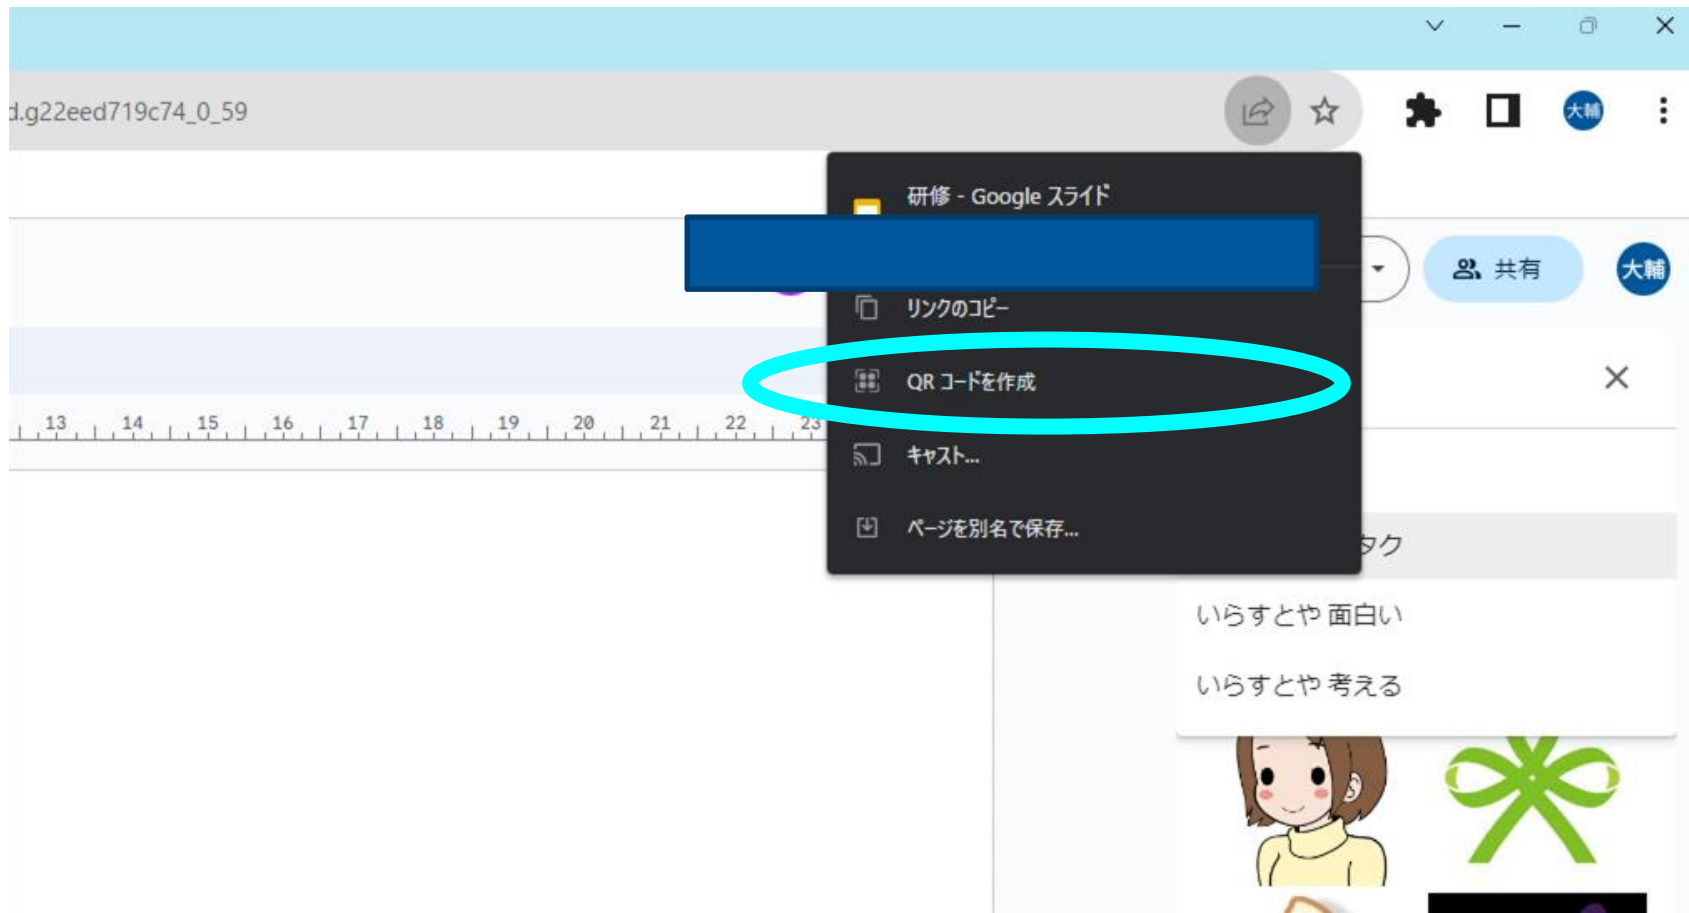 d.g22eed719c74_0_59
大輔
研修 - Google スライド
共有
大輔
リンクのコピー
QR コードを作成
13 14 15 16 17 18 19 20 21 22 23
キャスト...
ページを別名で保存...
タク
いらすとや 面白い
いらすとや 考える